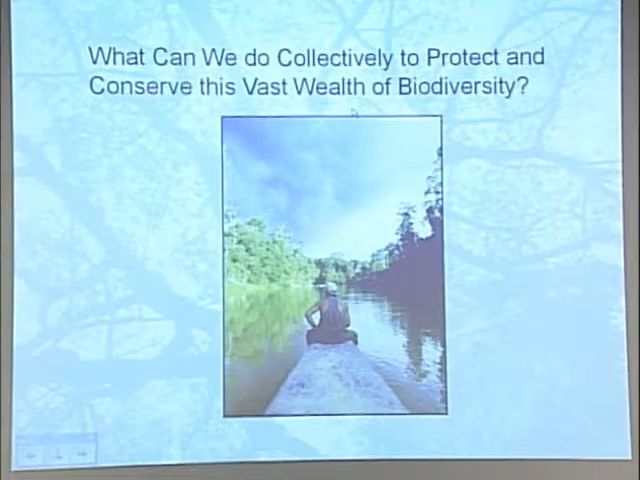 What Can We do Collectively to Protect and
Conserve this Vast Wealth of Biodiversity?